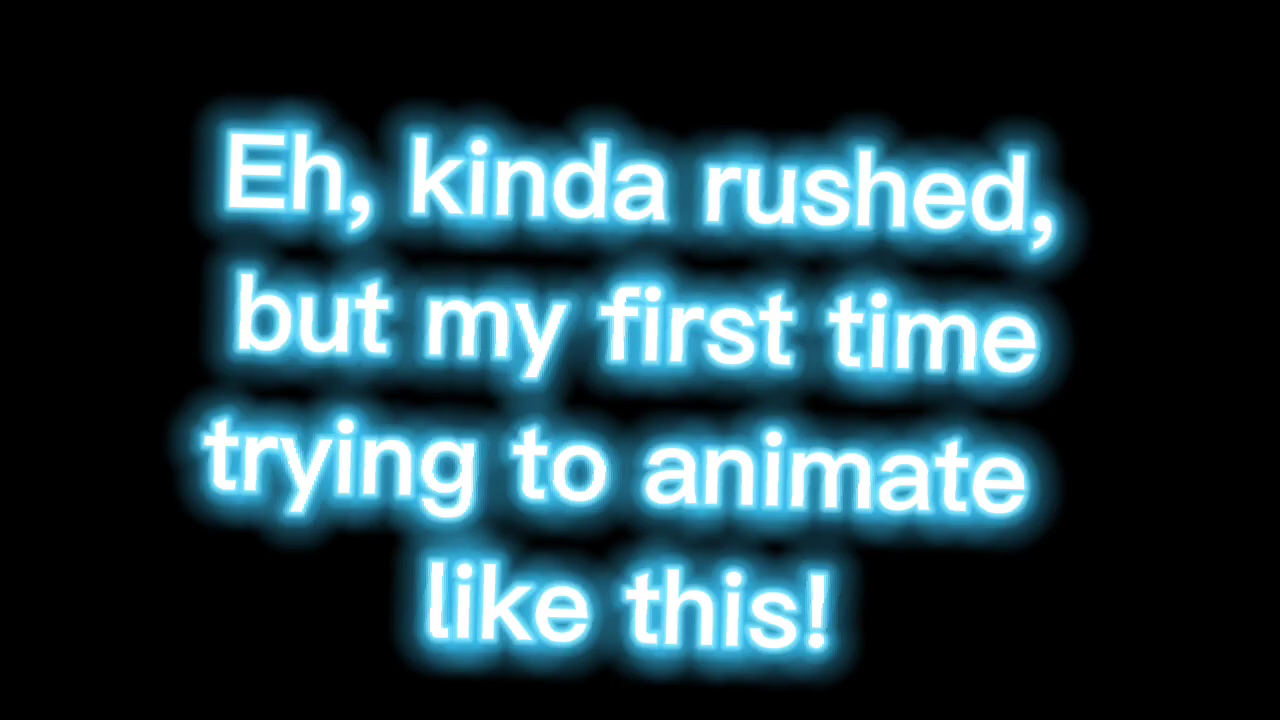 Eh, kinda rushed,
but my first time
trying to animate
like this!